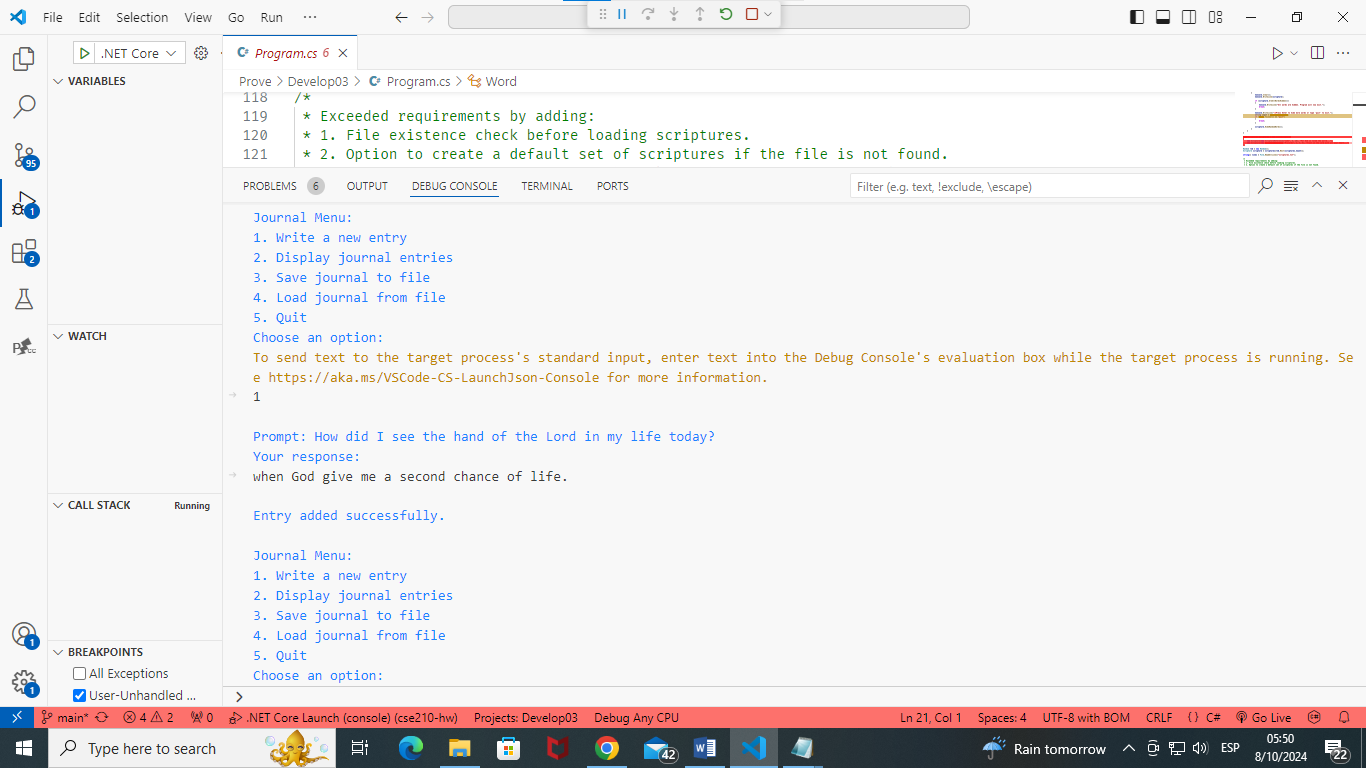 File Edit Selection View Go Run ···
.NET Core
Program.cs 6
VARIABLES
Prove > Develop03 > Program.cs > Word
118 /*
119 * Exceeded requirements by adding:
120 * 1. File existence check before loading scriptures.
121 * 2. Option to create a default set of scriptures if the file is not found.
PROBLEMS 6 OUTPUT DEBUG CONSOLE TERMINAL PORTS
Filter (e.g. text, !exclude, \escape)
95
1
2
Journal Menu:
1. Write a new entry
2. Display journal entries
3. Save journal to file
4. Load journal from file
5. Quit
Choose an option:
To send text to the target process's standard input, enter text into the Debug Console's evaluation box while the target process is running. Se
e https://aka.ms/VSCode-CS-LaunchJson-Console for more information.
1
Prompt: How did I see the hand of the Lord in my life today?
Your response:
when God give me a second chance of life.
Entry added successfully.
Journal Menu:
1. Write a new entry
2. Display journal entries
3. Save journal to file
4. Load journal from file
5. Quit
Choose an option:
>
WATCH
CALL STACK Running
BREAKPOINTS
All Exceptions
User-Unhandled ...
1
1
main* 4 2 0 .NET Core Launch (console) (cse210-hw) Projects: Develop03 Debug Any CPU Ln 21, Col 1 Spaces: 4 UTF-8 with BOM CRLF {} C# Go Live
Type here to search
42
Rain tomorrow
ESP
05:50
8/10/2024
22